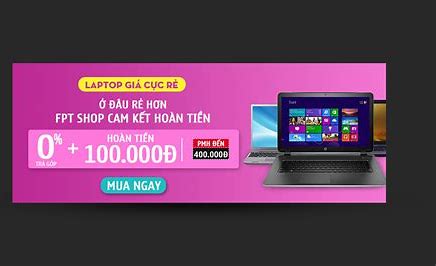 LAPTOP GIÁ CỰC RẺ
Ở ĐÂU RẺ HƠN
FPT SHOP CAM KẾT HOÀN TIỀN
0%
TRẢ GÓP
+
HOÀN TIỀN
100.000Đ
PMH ĐẾN
400.000Đ
MUA NGAY